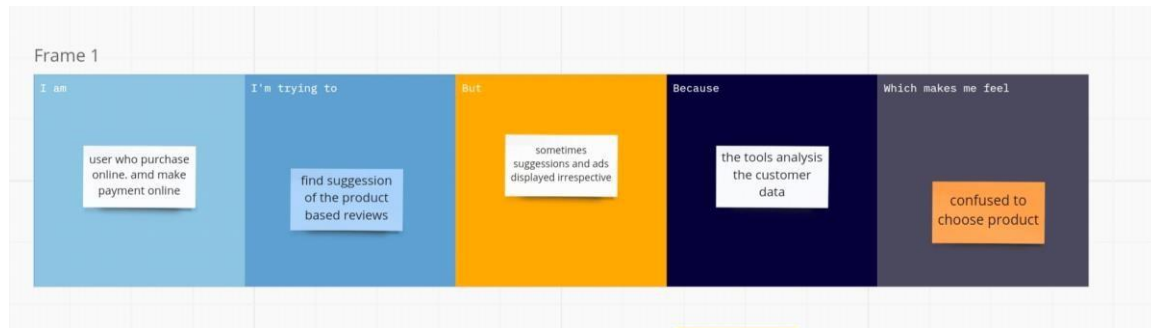 Frame 1
I am
user who purchase
online. amd make
payment online
I'm trying to
find suggession
of the product
based reviews
But
sometimes
suggessions and ads
displayed irrespective
Because
the tools analysis
the customer
data
Which makes me feel
confused to
choose product